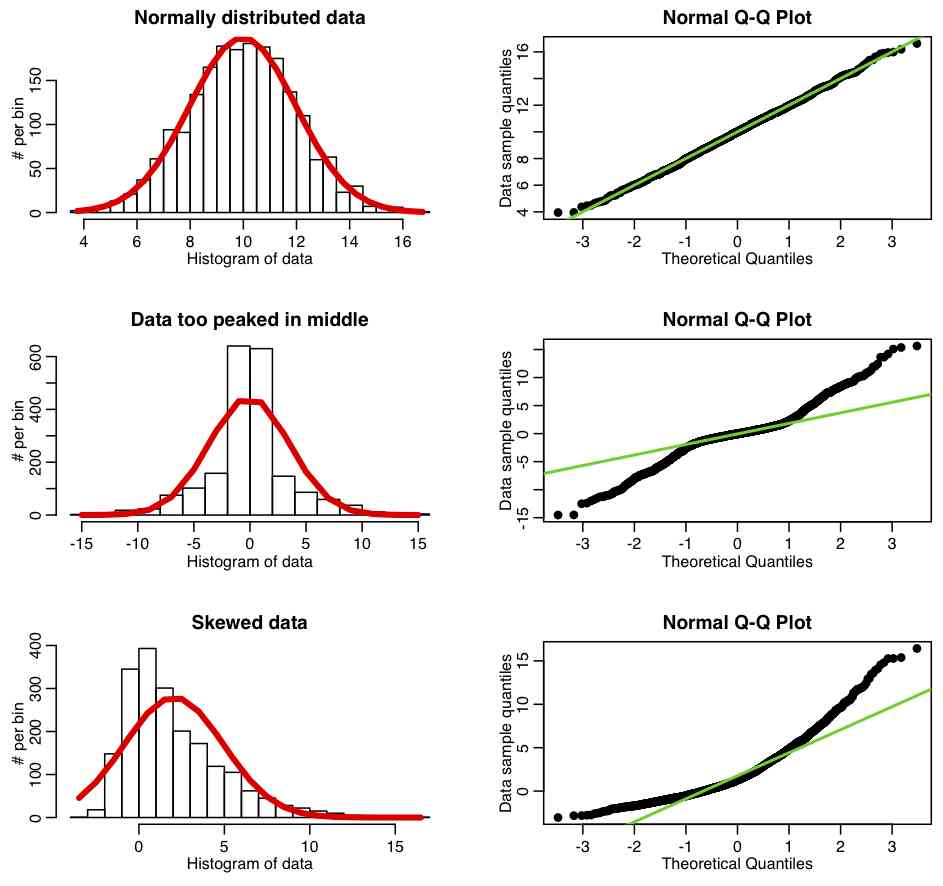 Normally distributed data
# per bin
150
100
50
0
4 6 8 10 12 14 16
Histogram of data
Normal Q-Q Plot
Data sample quantiles
16
12
8
6
4
-3 -2 -1 0 1 2 3
Theoretical Quantiles
Data too peaked in middle
# per bin
600
400
200
0
-15 -10 -5 0 5 10 15
Histogram of data
Normal Q-Q Plot
Data sample quantiles
10
5
0
-5
-15
-3 -2 -1 0 1 2 3
Theoretical Quantiles
Skewed data
# per bin
400
300
200
100
0
0 5 10 15
Histogram of data
Normal Q-Q Plot
Data sample quantiles
15
10
5
0
-3 -2 -1 0 1 2 3
Theoretical Quantiles